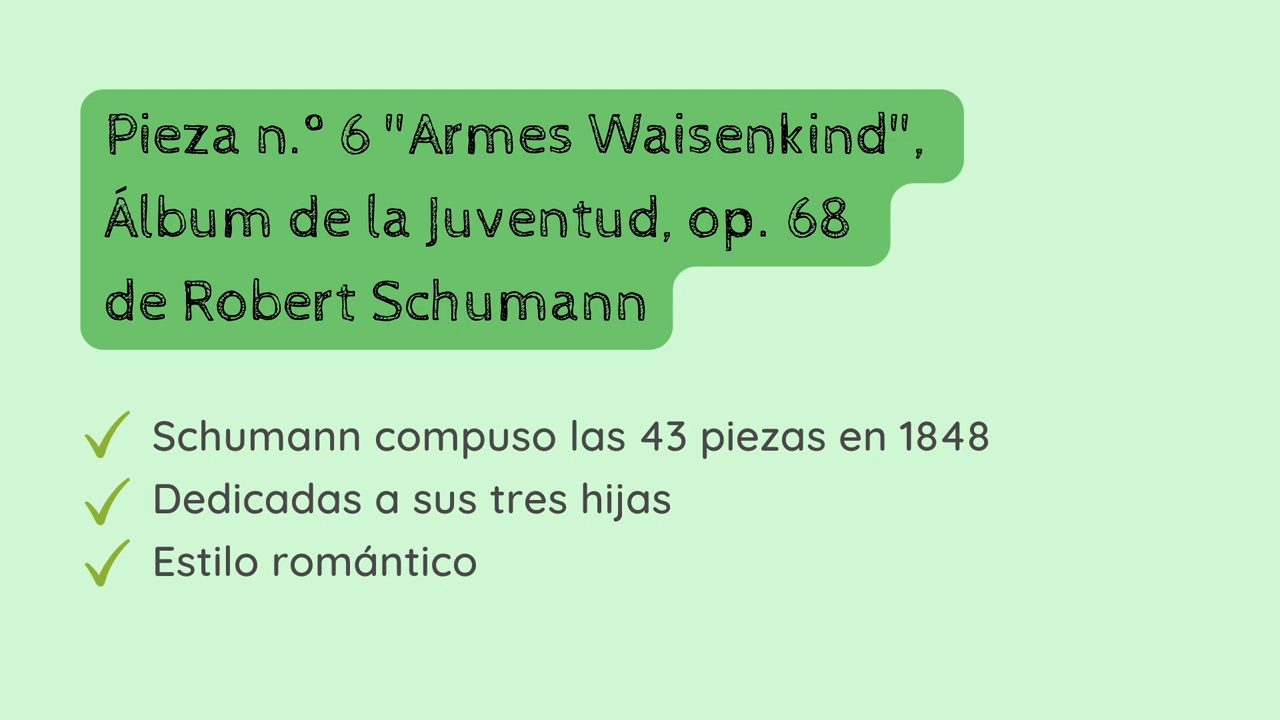 Pieza n.º 6 "Armes Waisenkind",
Álbum de la Juventud, op. 68
de Robert Schumann
Schumann compuso las 43 piezas en 1848
Dedicadas a sus tres hijas
Estilo romántico